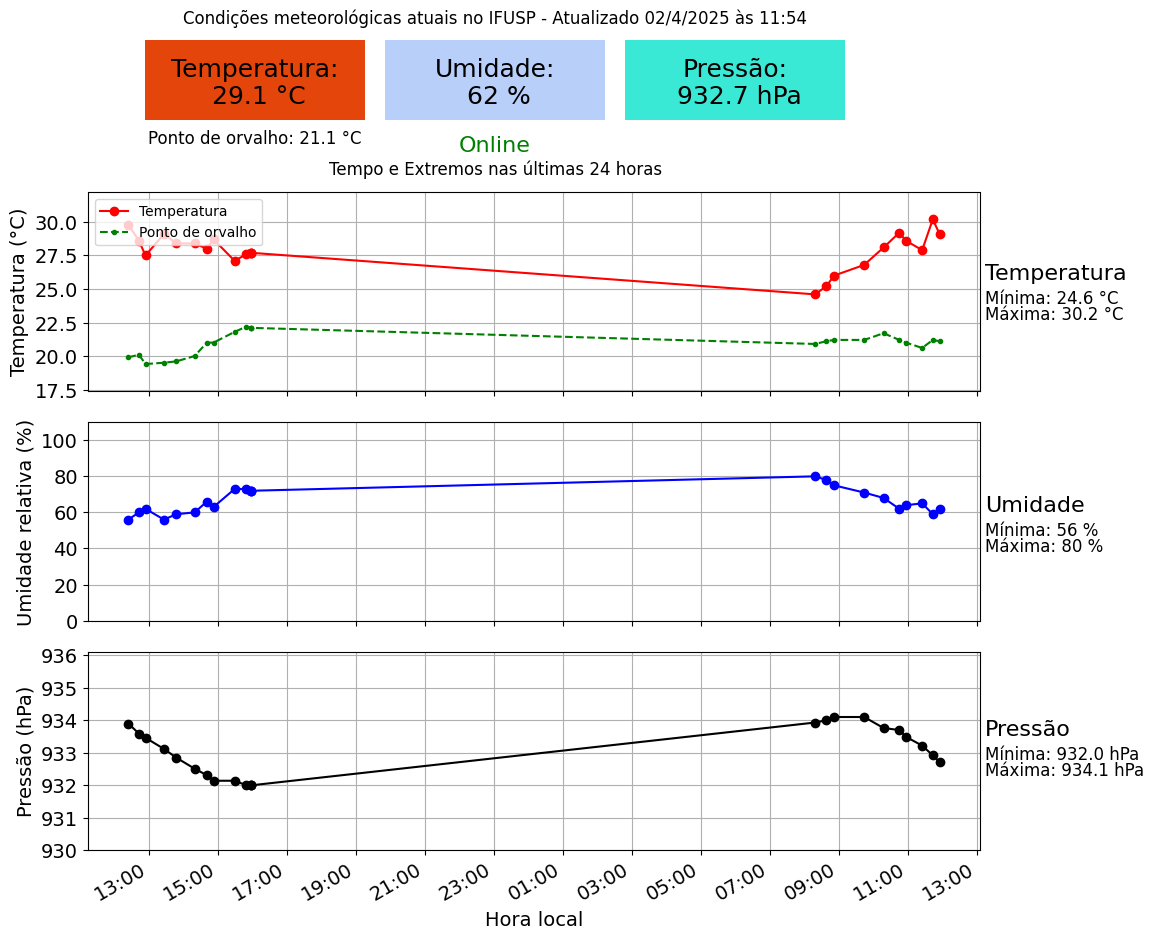 Condições meteorológicas atuais no IFUSP - Atualizado 02/4/2025 às 11:54
Temperatura:
29.1 °C
Umidade:
62 %
Pressão:
932.7 hPa
Ponto de orvalho: 21.1 °C
Online
Tempo e Extremos nas últimas 24 horas
Temperatura (°C)
30.0
27.5
25.0
22.5
20.0
17.5
Temperatura
Ponto de orvalho
Temperatura
Mínima: 24.6 °C
Máxima: 30.2 °C
Umidade relativa (%)
100
80
60
40
20
0
Umidade
Mínima: 56 %
Máxima: 80 %
Pressão (hPa)
936
935
934
933
932
931
930
Pressão
Mínima: 932.0 hPa
Máxima: 934.1 hPa
13:00 15:00 17:00 19:00 21:00 23:00 01:00 03:00 05:00 07:00 09:00 11:00 13:00
Hora local